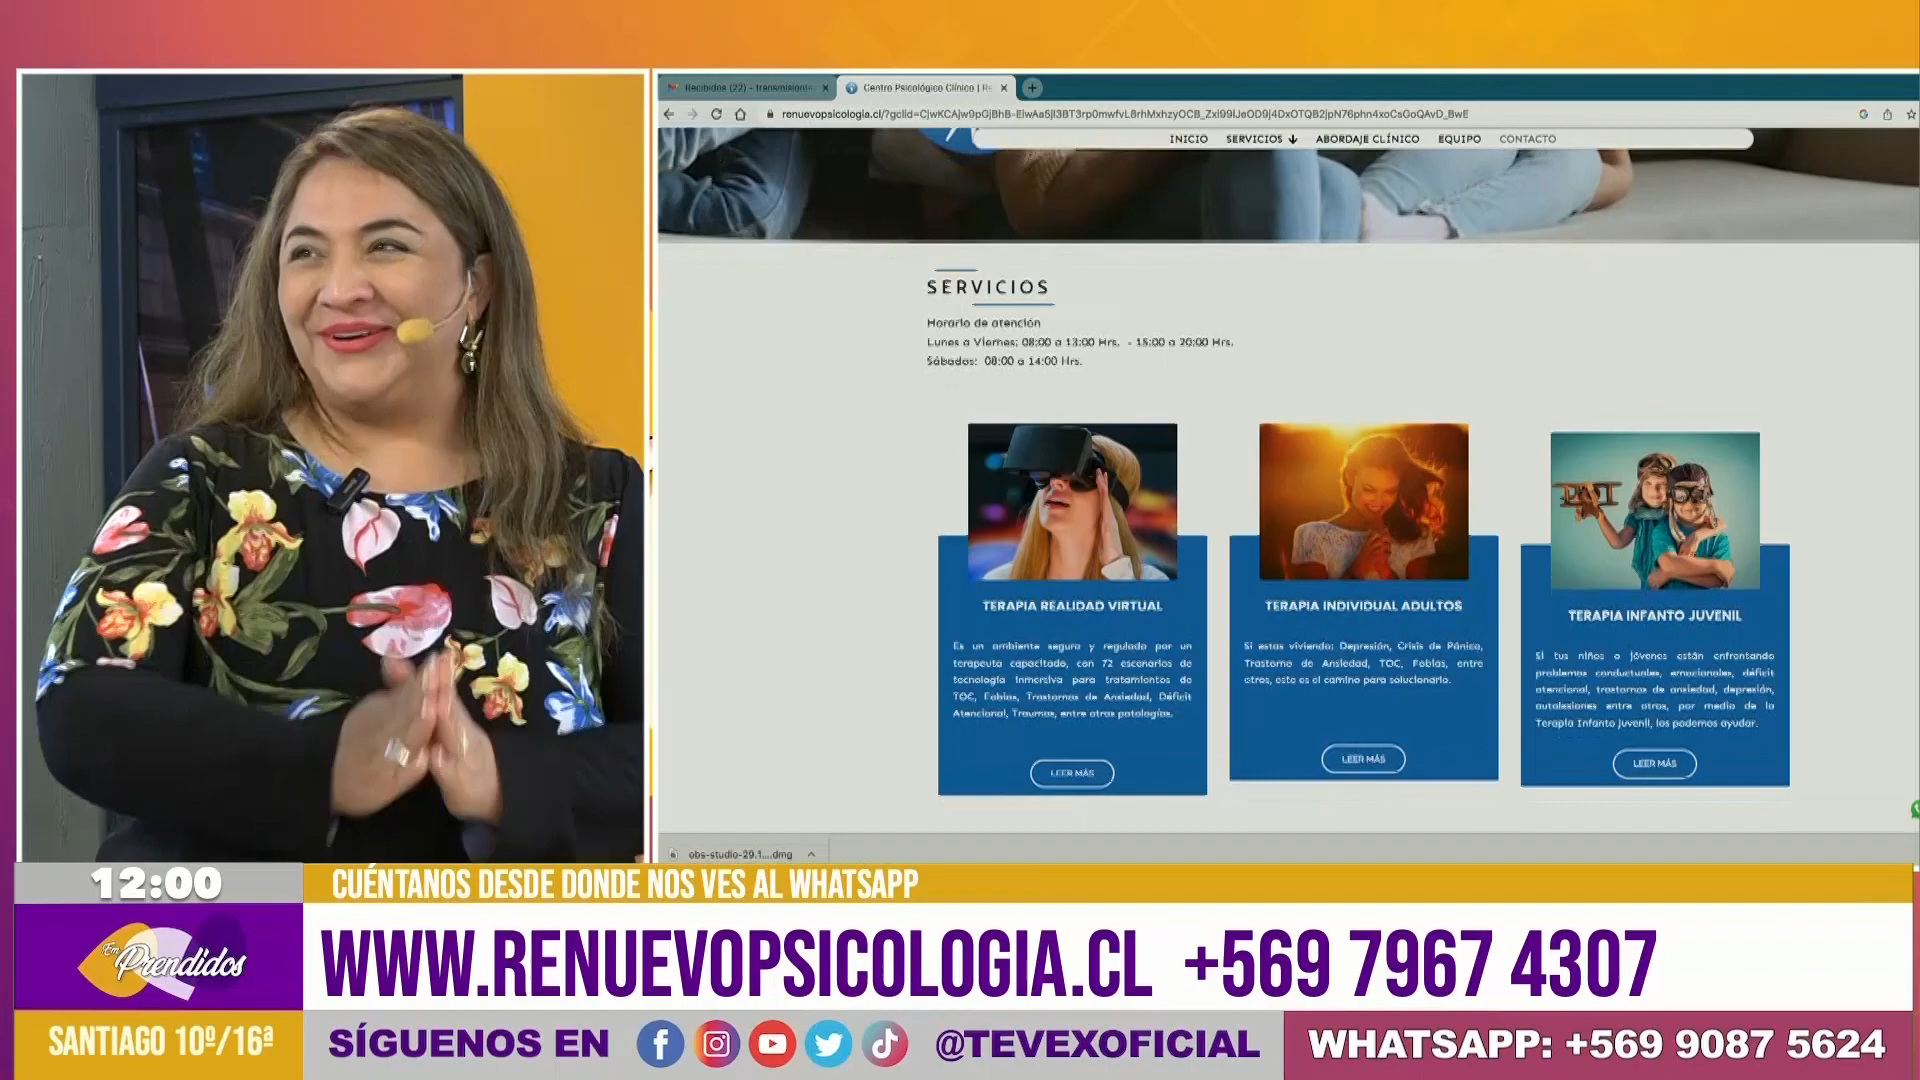 Recibidos (22) - transmision
Centro Psicológico Clínico | Re
renuevopsicologia.cl/?gclid=
INICIO SERVICIOS ABORDAJE CLÍNICO EQUIPO CONTACTO
SERVICIOS
Horario de atención
Lunes a Viernes: 08:00 a 13:00 Hrs. - 15:00 a 20:00 Hrs.
Sábados: 08:00 a 14:00 Hrs.
TERAPIA REALIDAD VIRTUAL
Es un ambiente seguro y regulado por un
terapeuta capacitado, con 72 escenarios de
tecnología inmersiva para tratamientos de
TOC, Fobias, Trastornos de Ansiedad, Déficit
Atencional, Traumas, entre otras patologías.
LEER MÁS
TERAPIA INDIVIDUAL ADULTOS
Si estas viviendo: Depresión, Crisis de Pánico,
Trastorno de Ansiedad, TOC, Fobias, entre
otros, este es el camino para solucionarlo.
LEER MÁS
TERAPIA INFANTO JUVENIL
Si tus niños o jóvenes están enfrentando
problemas conductuales, emocionales, déficit
atencional, trastornos de ansiedad, depresión,
autolesiones entre otros, por medio de la
Terapia Infanto juvenil, los podemos ayudar.
LEER MÁS
obs-studio-29.1....dmg
12:00
CUÉNTANOS DESDE DONDE NOS VES AL WHATSAPP
Em Prendidos
WWW.RENUEVOPSICOLOGIA.CL +569 7967 4307
SANTIAGO 10º/16ª
SÍGUENOS EN @TEVEXOFICIAL
WHATSAPP: +569 9087 5624